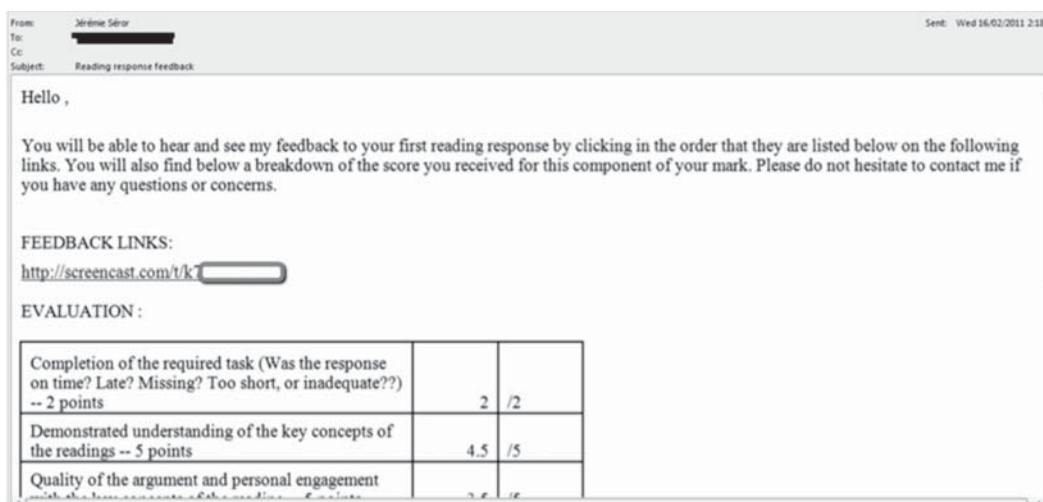 From: Jérémie Séror Sent: Wed 16/02/2011 2:18
To:
Cc:
Subject: Reading response feedback
Hello ,
You will be able to hear and see my feedback to your first reading response by clicking in the order that they are listed below on the following
links. You will also find below a breakdown of the score you received for this component of your mark. Please do not hesitate to contact me if
you have any questions or concerns.
FEEDBACK LINKS:
http://screencast.com/t/k7
EVALUATION :
Completion of the required task (Was the response
on time? Late? Missing? Too short, or inadequate??)
-- 2 points 2 /2
Demonstrated understanding of the key concepts of
the readings -- 5 points 4.5 /5
Quality of the argument and personal engagement